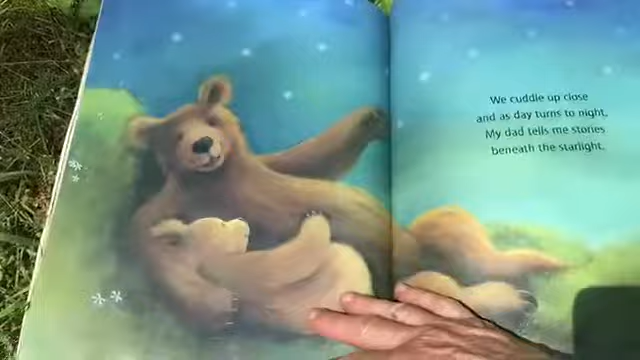 We cuddle up close
and as day turns to night,
My dad tells me stories
beneath the starlight.